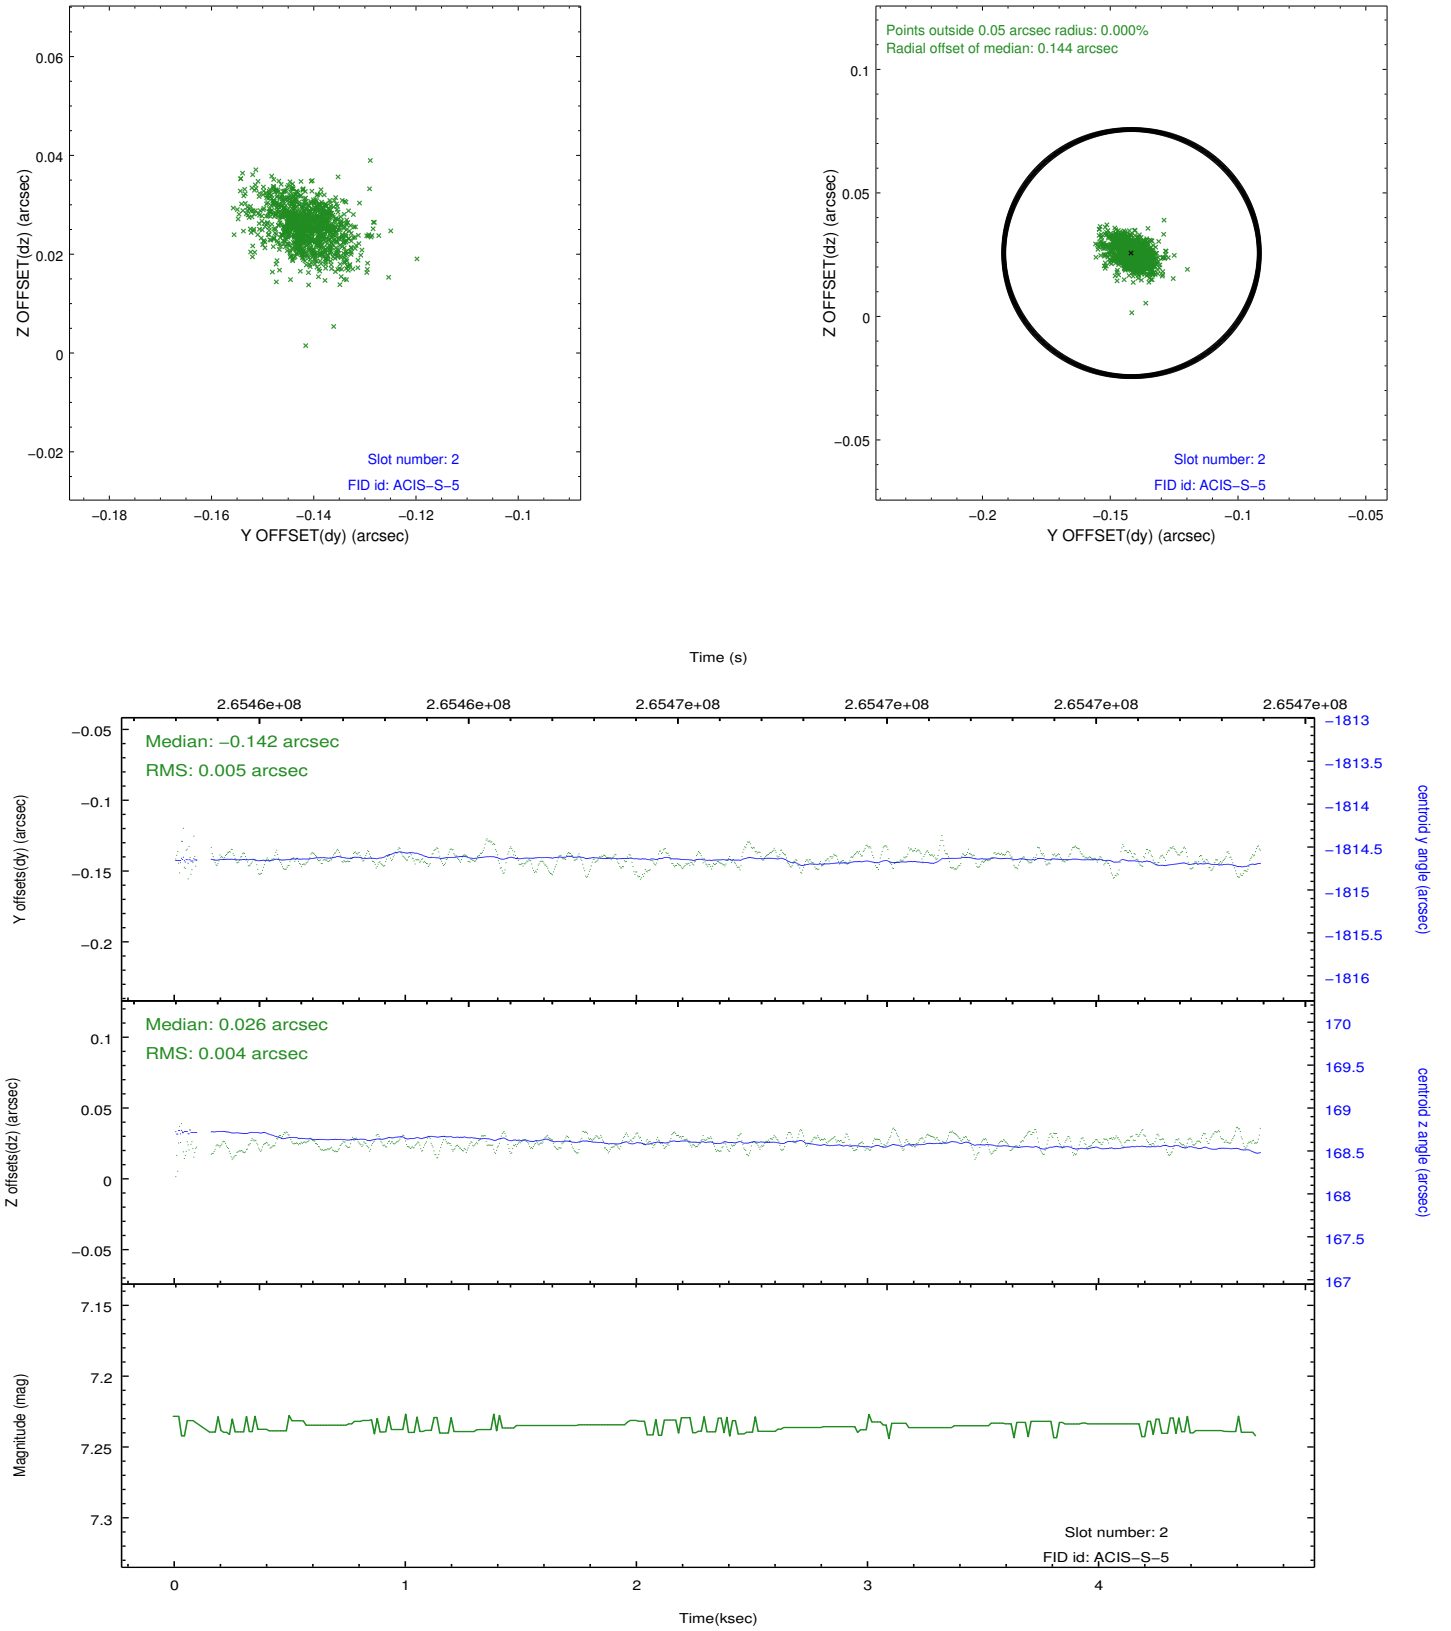 0.06
0.04
0.02
0
−0.02
Z OFFSET(dz) (arcsec)
Slot number: 2
FID id: ACIS−S−5
−0.18 −0.16 −0.14 −0.12 −0.1
Y OFFSET(dy) (arcsec)
Points outside 0.05 arcsec radius: 0.000%
Radial offset of median: 0.144 arcsec
0.1
0.05
0
−0.05
Z OFFSET(dz) (arcsec)
Slot number: 2
FID id: ACIS−S−5
−0.2 −0.15 −0.1 −0.05
Y OFFSET(dy) (arcsec)
Time (s)
2.6546e+08 2.6546e+08 2.6547e+08 2.6547e+08 2.6547e+08 2.6547e+08
Median: −0.142 arcsec
RMS: 0.005 arcsec
−0.05
−0.1
−0.15
−0.2
Y offsets(dy) (arcsec)
−1813
−1813.5
−1814
−1814.5
−1815
−1815.5
−1816
centroid y angle (arcsec)
Median: 0.026 arcsec
RMS: 0.004 arcsec
0.1
0.05
0
−0.05
Z offsets(dz) (arcsec)
170
169.5
169
168.5
168
167.5
167
centroid z angle (arcsec)
7.15
7.2
7.25
7.3
Magnitude (mag)
Slot number: 2
FID id: ACIS−S−5
0 1 2 3 4
Time(ksec)